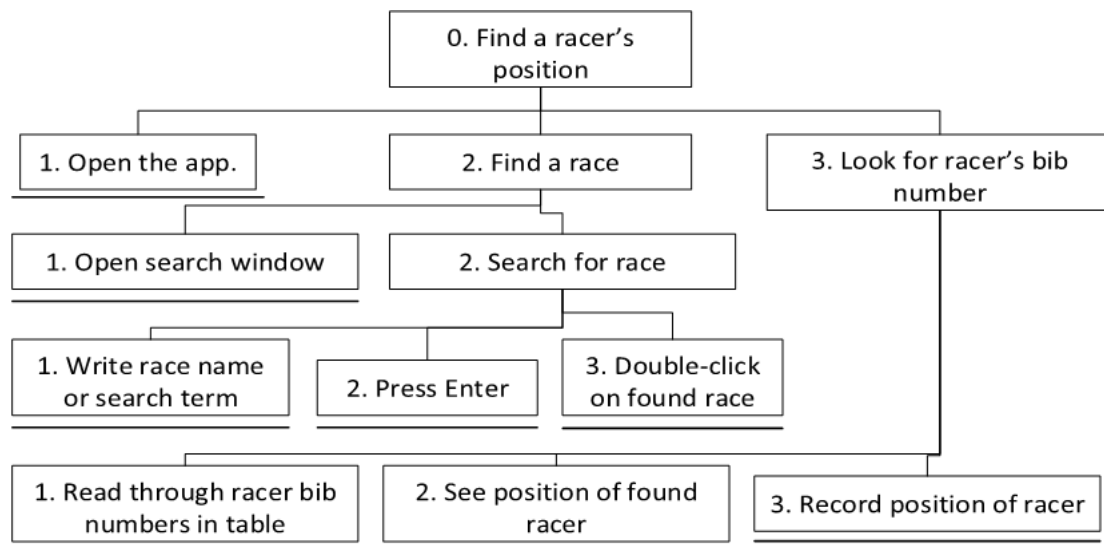 0. Find a racer’s
position
1. Open the app.
2. Find a race
3. Look for racer’s bib
number
1. Open search window
2. Search for race
1. Write race name
or search term
2. Press Enter
3. Double-click
on found race
1. Read through racer bib
numbers in table
2. See position of found
racer
3. Record position of racer